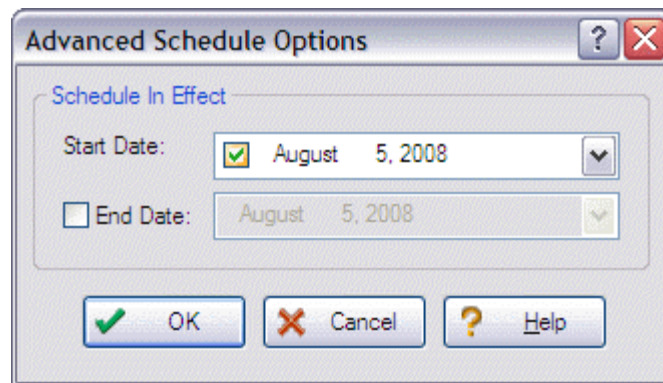 Advanced Schedule Options
Schedule In Effect
Start Date: August 5, 2008
End Date: August 5, 2008
OK Cancel Help